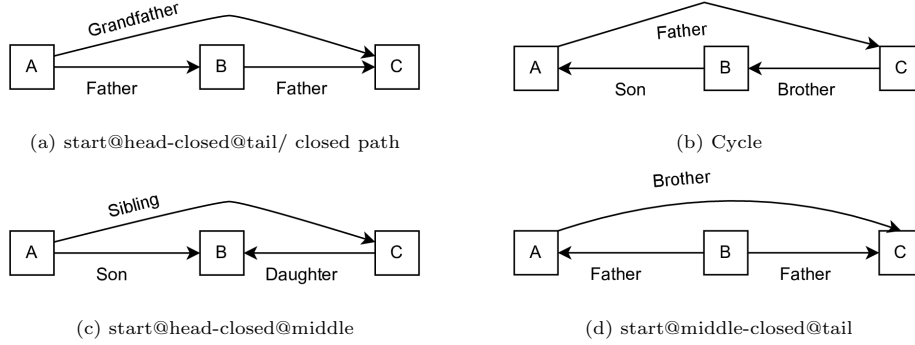 Grandfather
A B C
Father Father
(a) start@head-closed@tail/ closed path
Father
A B C
Son Brother
(b) Cycle
Sibling
A B C
Son Daughter
(c) start@head-closed@middle
Brother
A B C
Father Father
(d) start@middle-closed@tail